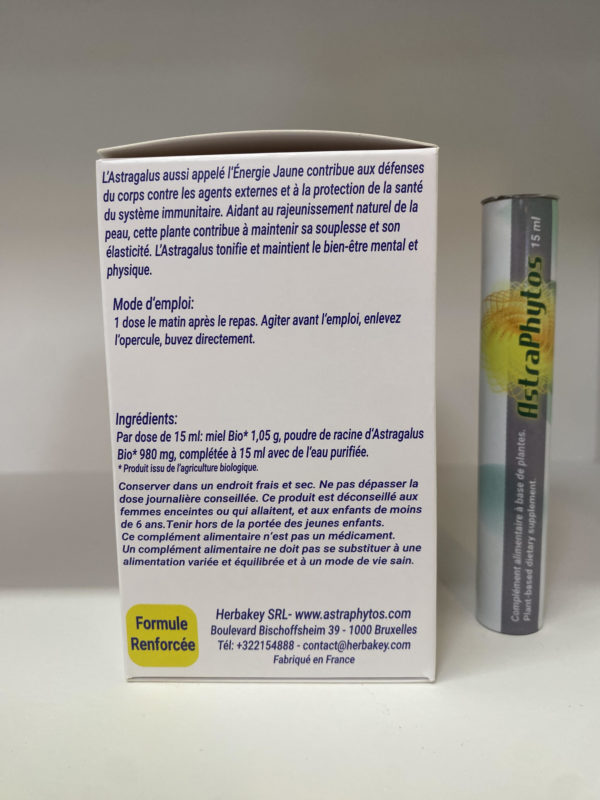 L'Astragalus aussi appelé l'Énergie Jaune contribue aux défenses
du corps contre les agents externes et à la protection de la santé
du système immunitaire. Aidant au rajeunissement naturel de la
peau, cette plante contribue à maintenir sa souplesse et son
élasticité. L'Astragalus tonifie et maintient le bien-être mental et
physique.
Mode d'emploi:
1 dose le matin après le repas. Agiter avant l'emploi, enlevez
l'opercule, buvez directement.
Ingrédients:
Par dose de 15 ml: miel Bio* 1,05 g, poudre de racine d'Astragalus
Bio* 980 mg, complétée à 15 ml avec de l'eau purifiée.
* Produit issu de l'agriculture biologique.
Conserver dans un endroit frais et sec. Ne pas dépasser la
dose journalière conseillée. Ce produit est déconseillé aux
femmes enceintes ou qui allaitent, et aux enfants de moins
de 6 ans.Tenir hors de la portée des jeunes enfants.
Ce complément alimentaire n'est pas un médicament.
Un complément alimentaire ne doit pas se substituer à une
alimentation variée et équilibrée et à un mode de vie sain.
Formule
Renforcée
Herbakey SRL- www.astraphytos.com
Boulevard Bischoffsheim 39 - 1000 Bruxelles
Tél: +322154888 - contact@herbakey.com
Fabriqué en France
AstraPhytos 15 ml
Complément alimentaire à base de plantes.
Plant-based dietary supplement.